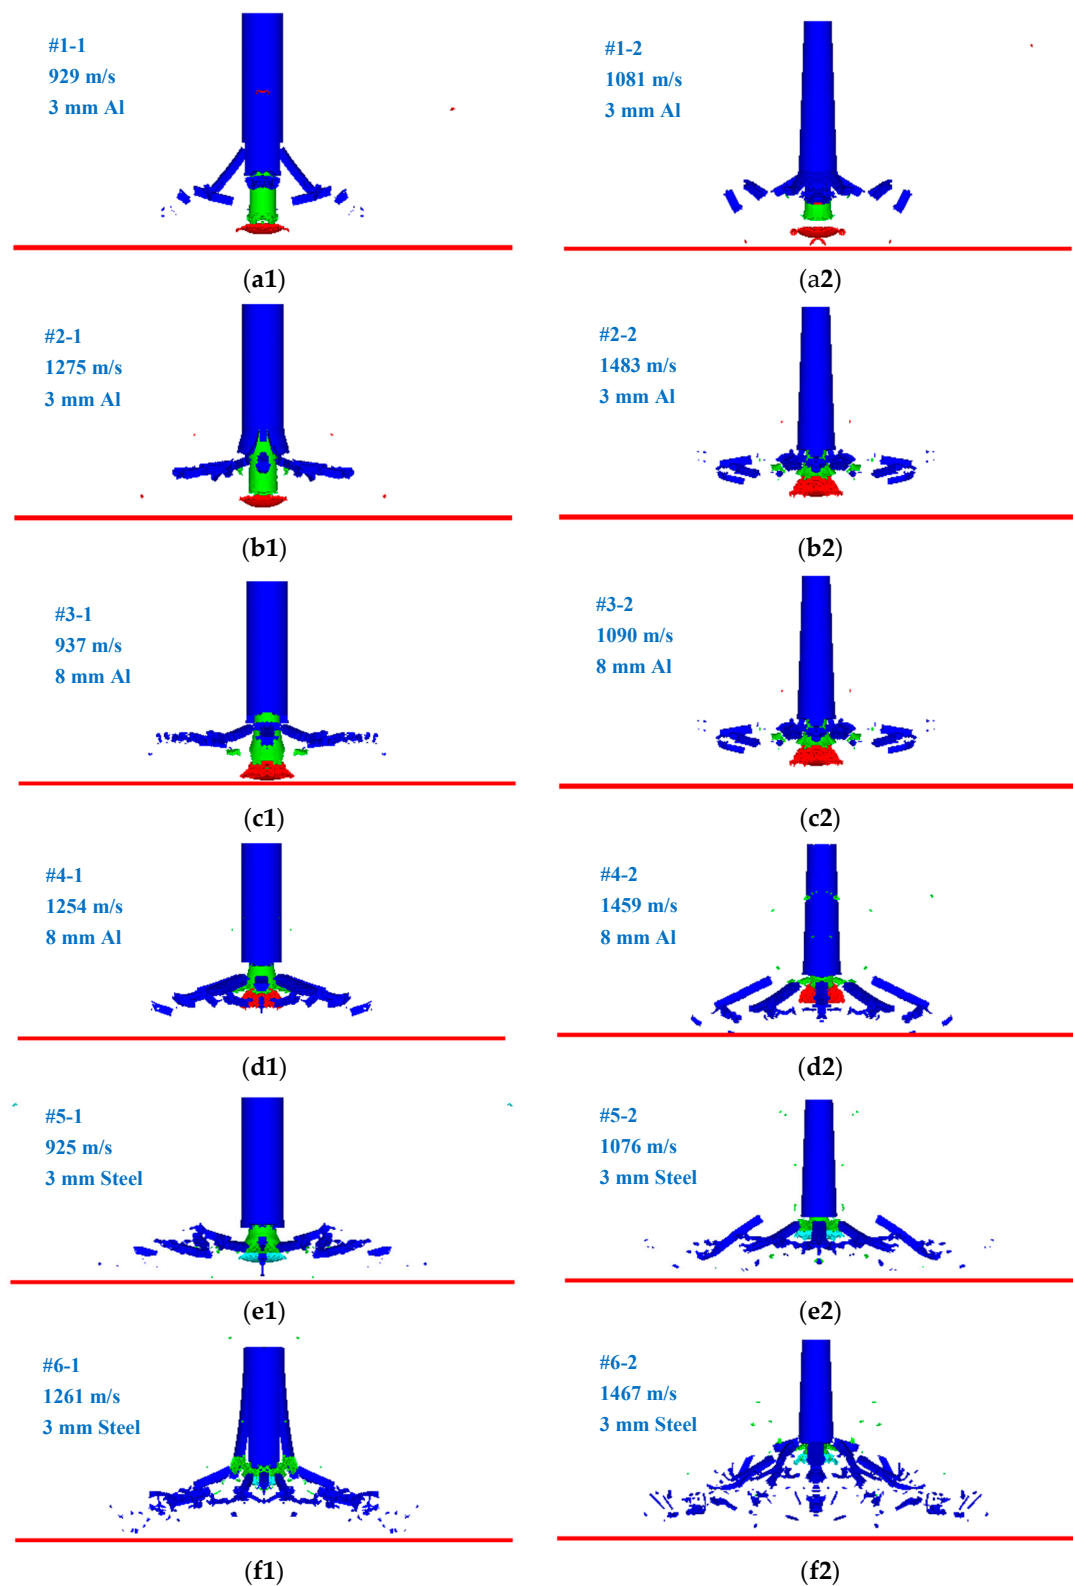 #1-1
929 m/s
3 mm Al
#1-2
1081 m/s
3 mm Al
(a1)
(a2)
#2-1
1275 m/s
3 mm Al
#2-2
1483 m/s
3 mm Al
(b1)
(b2)
#3-1
937 m/s
8 mm Al
#3-2
1090 m/s
8 mm Al
(c1)
(c2)
#4-1
1254 m/s
8 mm Al
#4-2
1459 m/s
8 mm Al
(d1)
(d2)
#5-1
925 m/s
3 mm Steel
#5-2
1076 m/s
3 mm Steel
(e1)
(e2)
#6-1
1261 m/s
3 mm Steel
#6-2
1467 m/s
3 mm Steel
(f1)
(f2)